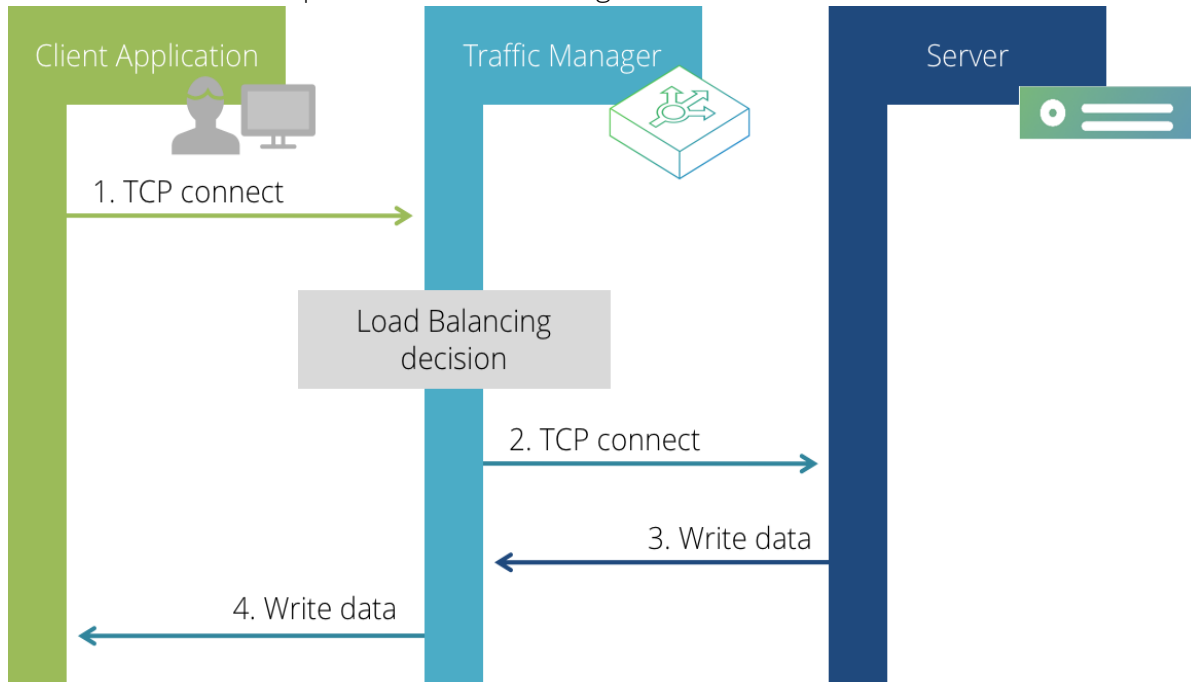 Client Application
Traffic Manager
Server
1. TCP connect
Load Balancing
decision
2. TCP connect
3. Write data
4. Write data